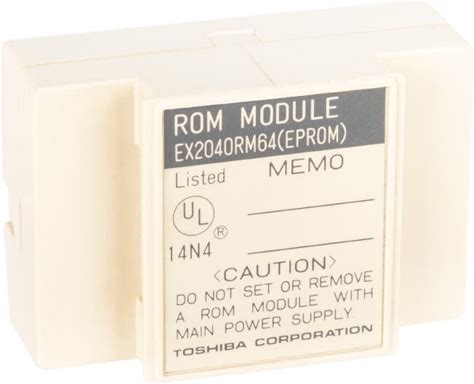 ROM MODULE
EX2040RM64(EPROM)
Listed MEMO
UL ®
14N4
<CAUTION>
DO NOT SET OR REMOVE
A ROM MODULE WITH
MAIN POWER SUPPLY.
TOSHIBA CORPORATION